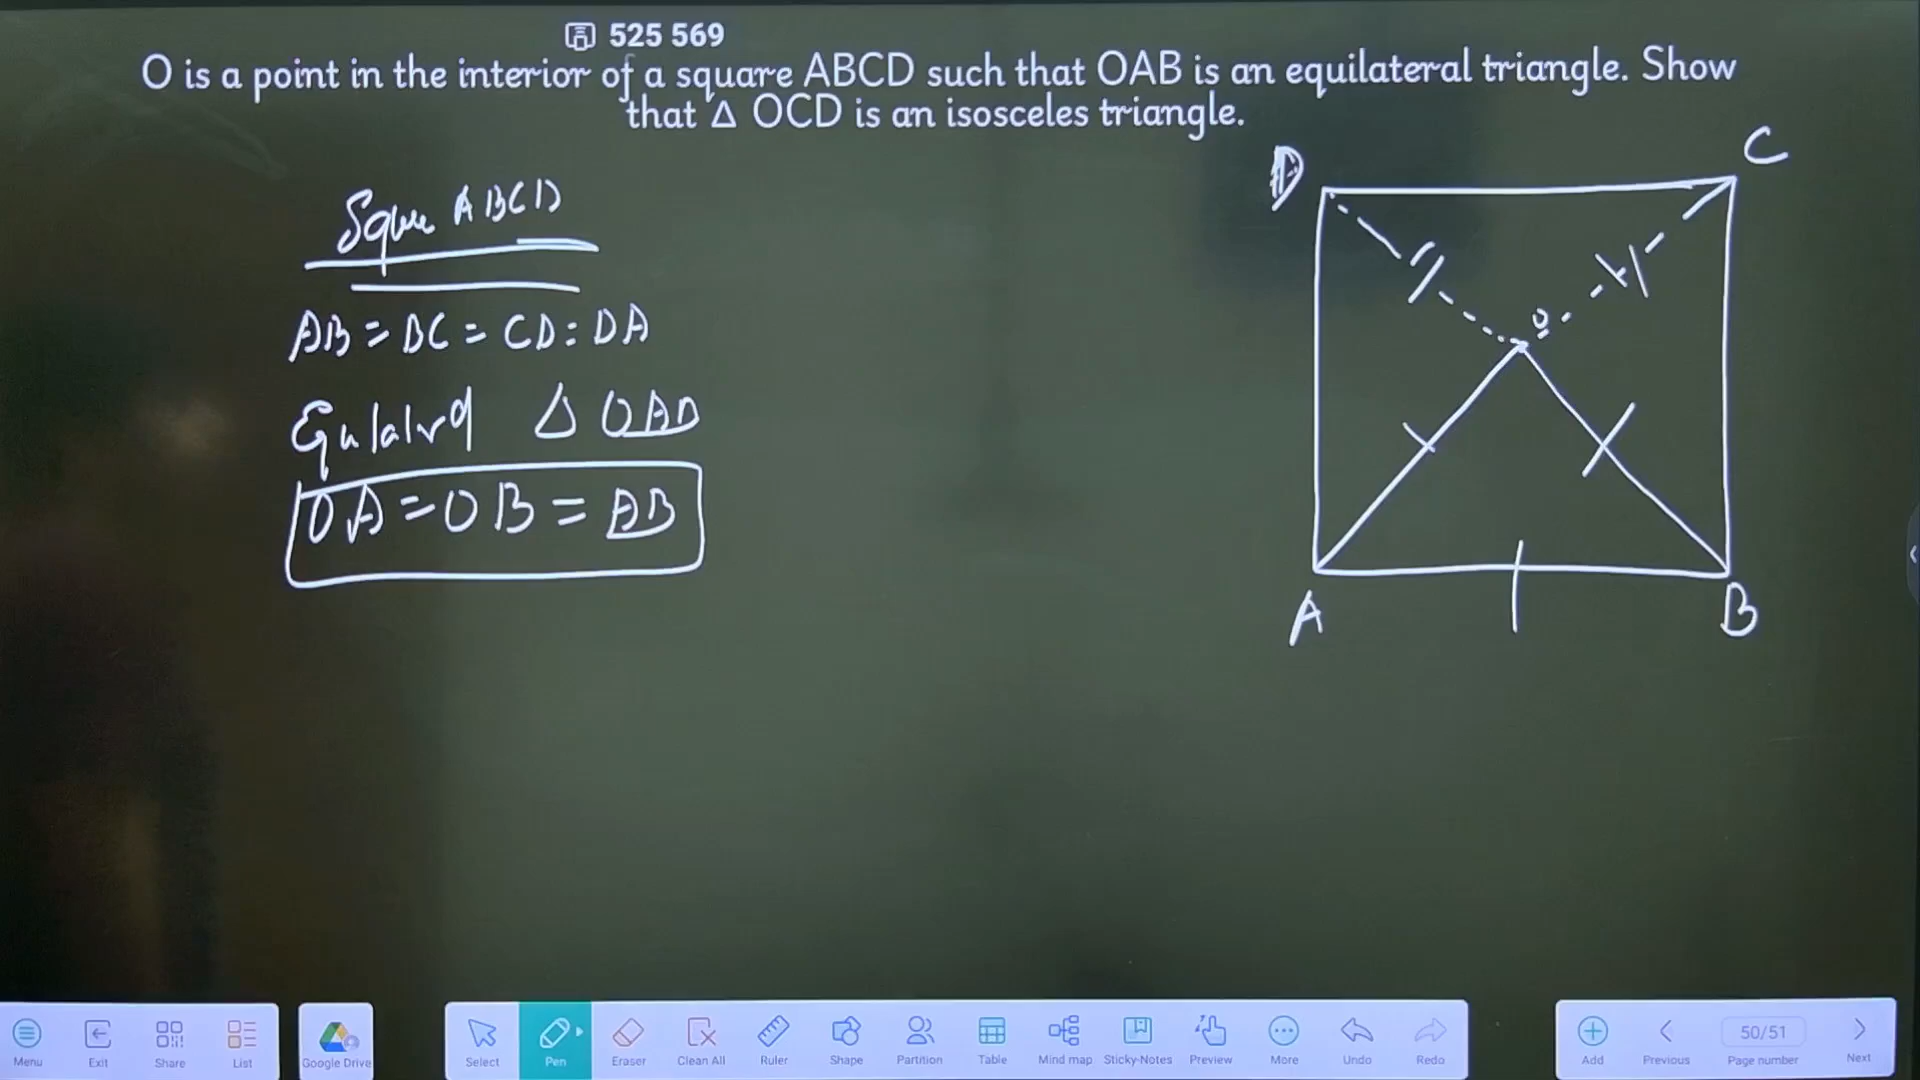 525 569
O is a point in the interior of a square ABCD such that OAB is an equilateral triangle. Show
that Δ OCD is an isosceles triangle.
D
C
Squre ABCD
AB = BC = CD = DA
Δ OAB
OA = OB = AB
O
A
B
Menu
Exit
Share
List
Google Drive
Select
Pen
Eraser
Clean All
Ruler
Shape
Partition
Table
Mind map
Sticky-Notes
Preview
More
Undo
Redo
Add
Previous
50/51
Page number
Next